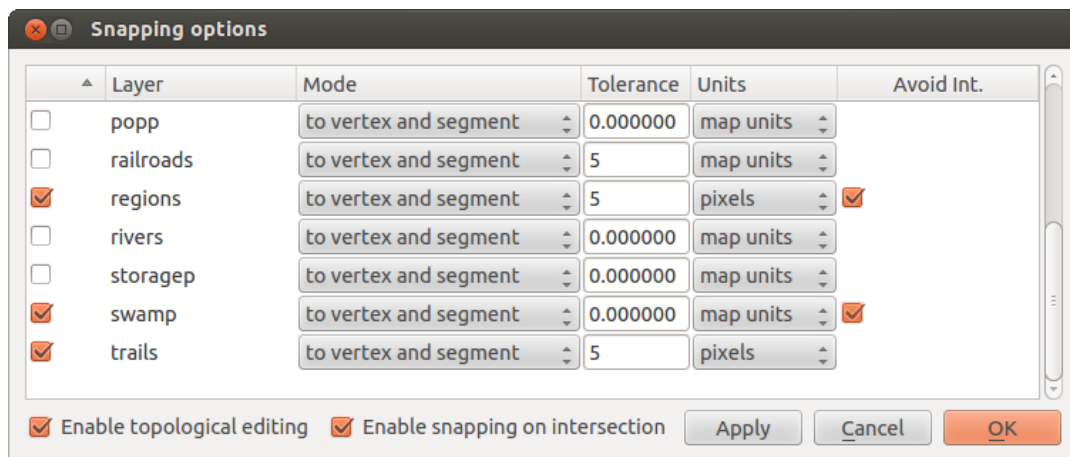 Snapping options
Layer Mode Tolerance Units Avoid Int.
popp to vertex and segment 0.000000 map units
railroads to vertex and segment 5 map units
regions to vertex and segment 5 pixels
rivers to vertex and segment 0.000000 map units
storagep to vertex and segment 0.000000 map units
swamp to vertex and segment 0.000000 map units
trails to vertex and segment 5 pixels
Enable topological editing Enable snapping on intersection Apply Cancel OK